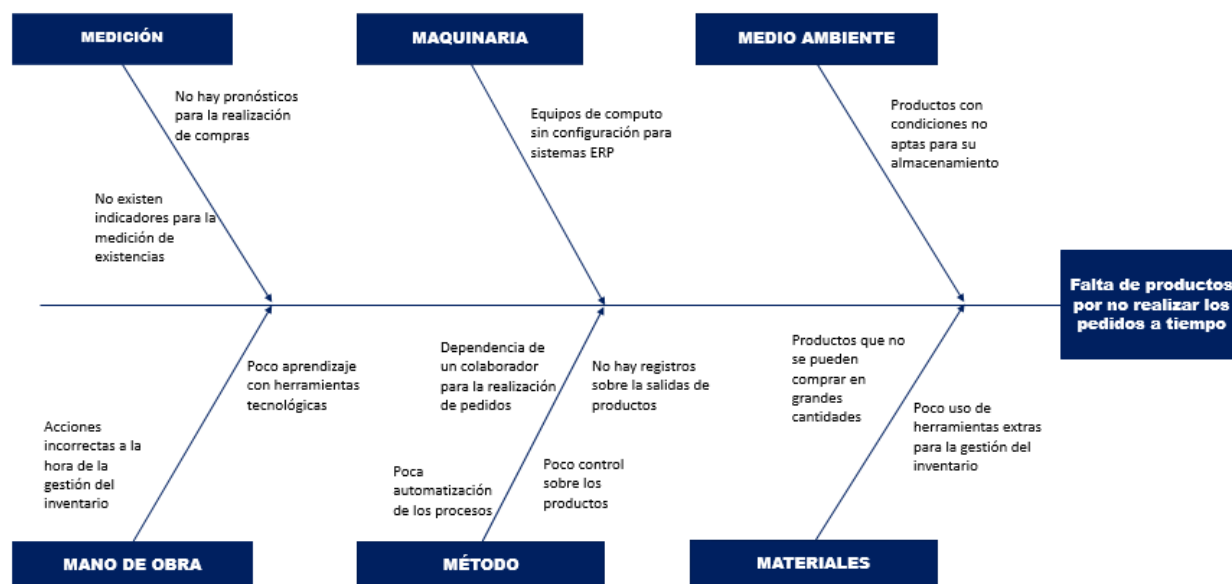 MEDICIÓN
MAQUINARIA
MEDIO AMBIENTE
No hay pronósticos
para la realización
de compras
Equipos de computo
sin configuración para
sistemas ERP
Productos con
condiciones no
aptas para su
almacenamiento
No existen
indicadores para la
medición de
existencias
Falta de productos
por no realizar los
pedidos a tiempo
Poco aprendizaje
con herramientas
tecnológicas
Dependencia de
un colaborador
para la realización
de pedidos
No hay registros
sobre la salidas de
productos
Productos que no
se pueden
comprar en
grandes
cantidades
Poco uso de
herramientas extras
para la gestión del
inventario
Acciones
incorrectas a la
hora de la
gestión del
inventario
Poca
automatización
de los procesos
Poco control
sobre los
productos
MANO DE OBRA
MÉTODO
MATERIALES